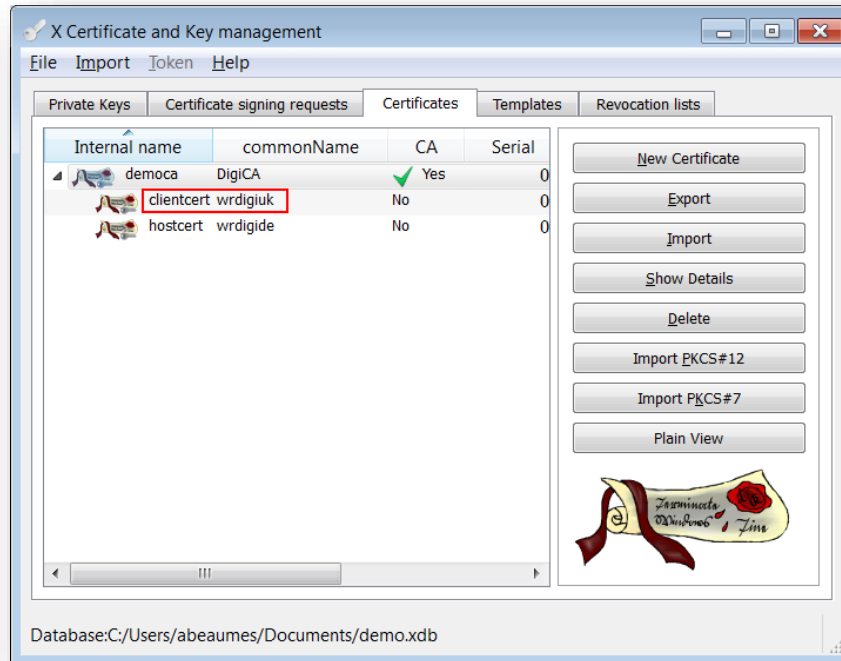 X Certificate and Key management
File Import Token Help
Private Keys Certificate signing requests Certificates Templates Revocation lists
Internal name commonName CA Serial
democa DigiCA Yes 0
clientcert wrdigiuk No 0
hostcert wrdigide No 0
New Certificate
Export
Import
Show Details
Delete
Import PKCS#12
Import PKCS#7
Plain View
Database:C:/Users/abeaumes/Documents/demo.xdb